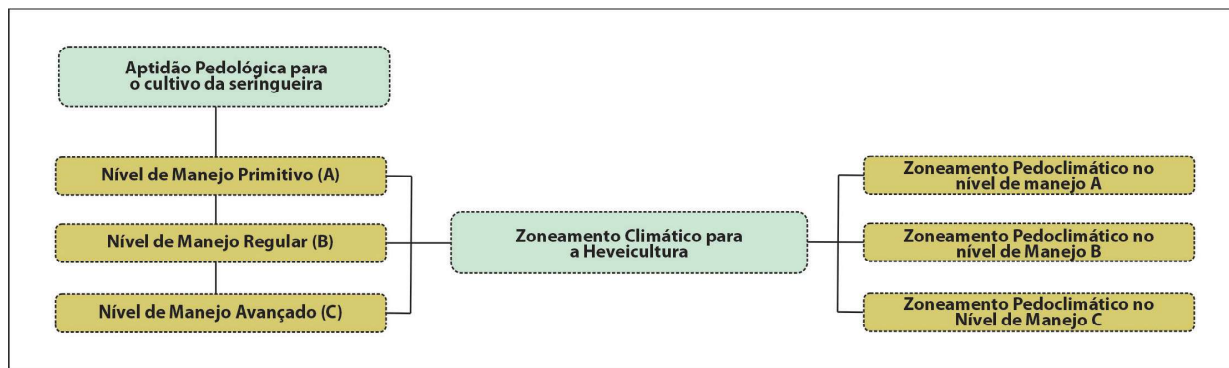 Aptidão Pedológica para
o cultivo da seringueira
Nível de Manejo Primitivo (A)
Nível de Manejo Regular (B)
Nível de Manejo Avançado (C)
Zoneamento Climático para
a Heveicultura
Zoneamento Pedoclimático no
nível de manejo A
Zoneamento Pedoclimático no
nível de Manejo B
Zoneamento Pedoclimático no
Nível de Manejo C